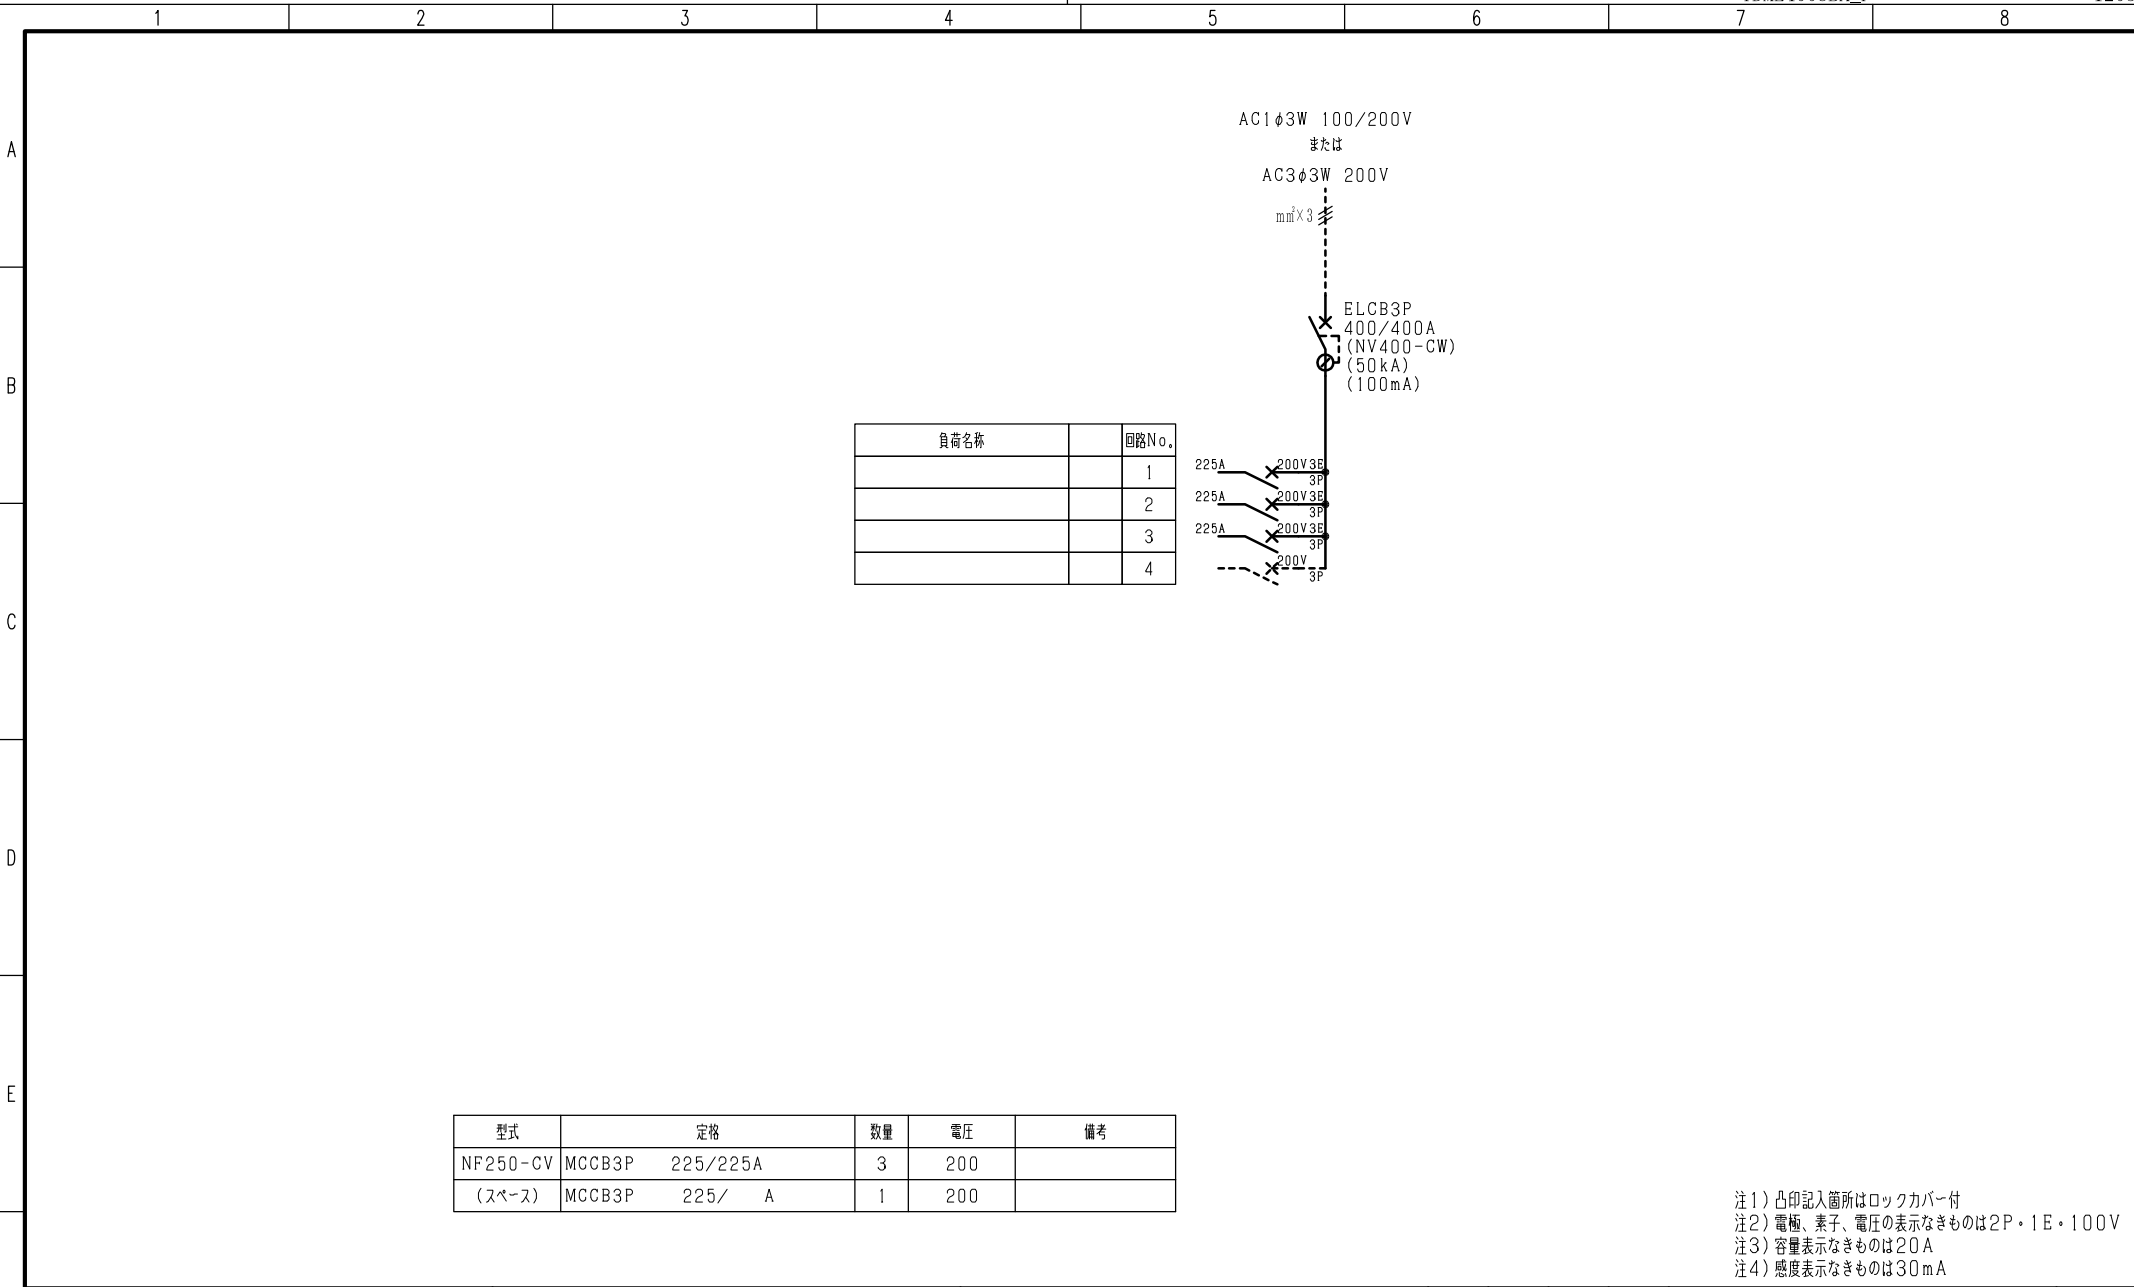 1 2 3 4 5 6 7 8
A
B
C
D
E
AC1φ3W 100/200V
または
AC3φ3W 200V
mm²×3
ELCB3P
400/400A
(NV400-CW)
(50kA)
(100mA)
負荷名称 回路No。
1
2
3
4
225A 200V3E
3P
225A 200V3E
3P
225A 200V3E
3P
200V
3P
型式 定格 数量 電圧 備考
NF250-CV MCCB3P 225/225A 3 200
(スペース) MCCB3P 225/ A 1 200
注1)凸印記入箇所はロックカバー付
注2)電極、素子、電圧の表示なきものは2P・1E・100V
注3)容量表示なきものは20A
注4)感度表示なきものは30mA